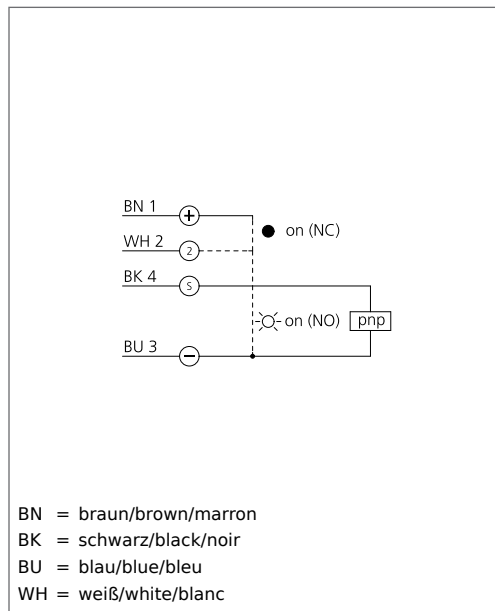 BN 1 +
on (NC)
WH 2 2
BK 4 S
on (NO) pnp
BU 3 −
BN = braun/brown/marron
BK = schwarz/black/noir
BU = blau/blue/bleu
WH = weiß/white/blanc